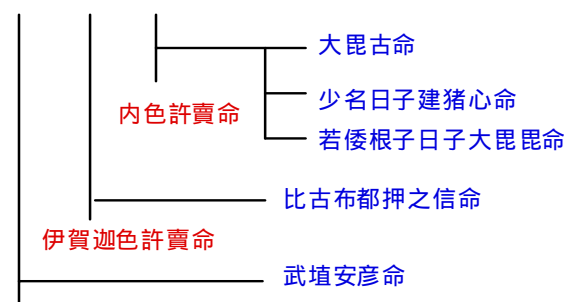 大毘古命
少名日子建猪心命
内色許賣命
若倭根子日子大毘毘命
比古布都押之信命
伊賀迦色許賣命
武埴安彦命